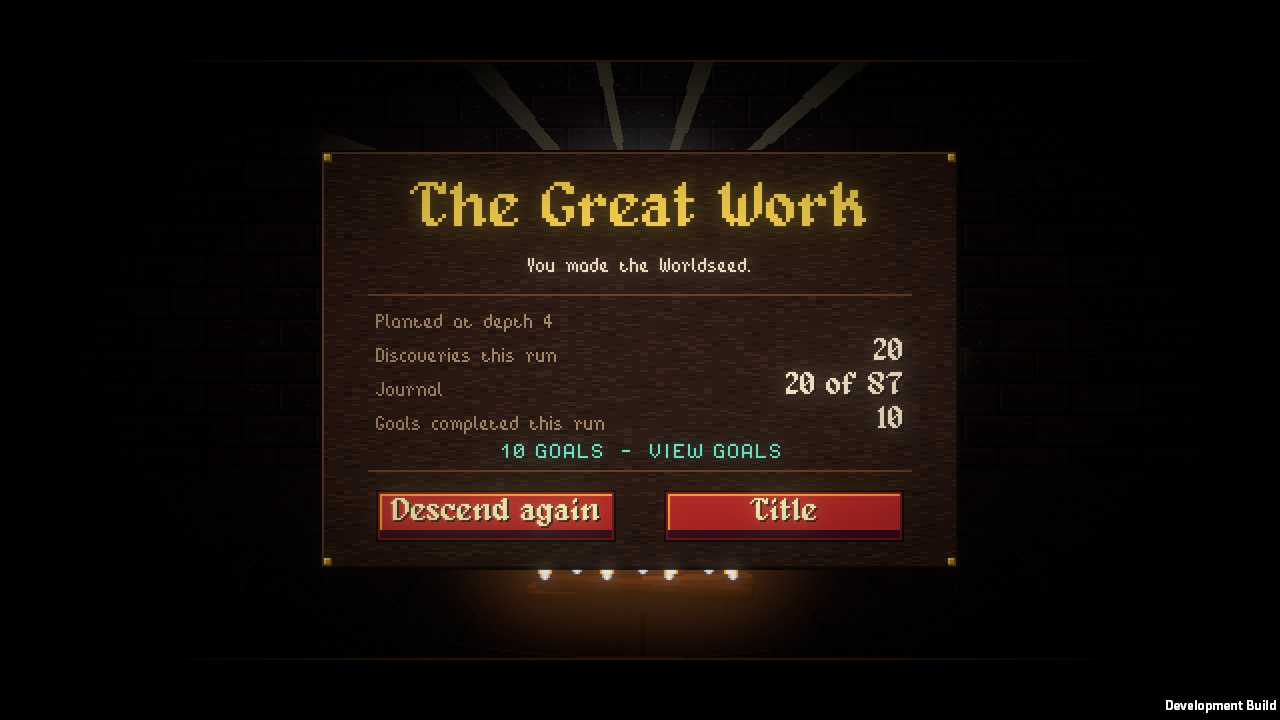 The Great Work
You made the Worldseed.
Planted at depth 4
Discoveries this run 20
Journal 20 of 87
Goals completed this run 10
10 GOALS - VIEW GOALS
Descend again
Title
Development Build